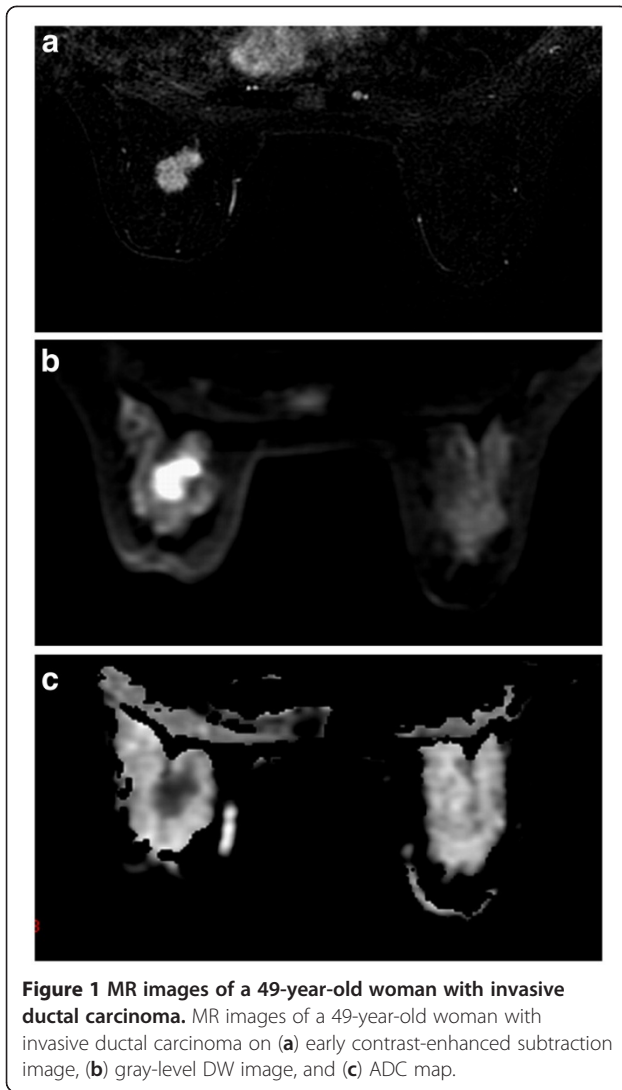 a
b
c
Figure 1 MR images of a 49-year-old woman with invasive
ductal carcinoma. MR images of a 49-year-old woman with
invasive ductal carcinoma on (a) early contrast-enhanced subtraction
image, (b) gray-level DW image, and (c) ADC map.